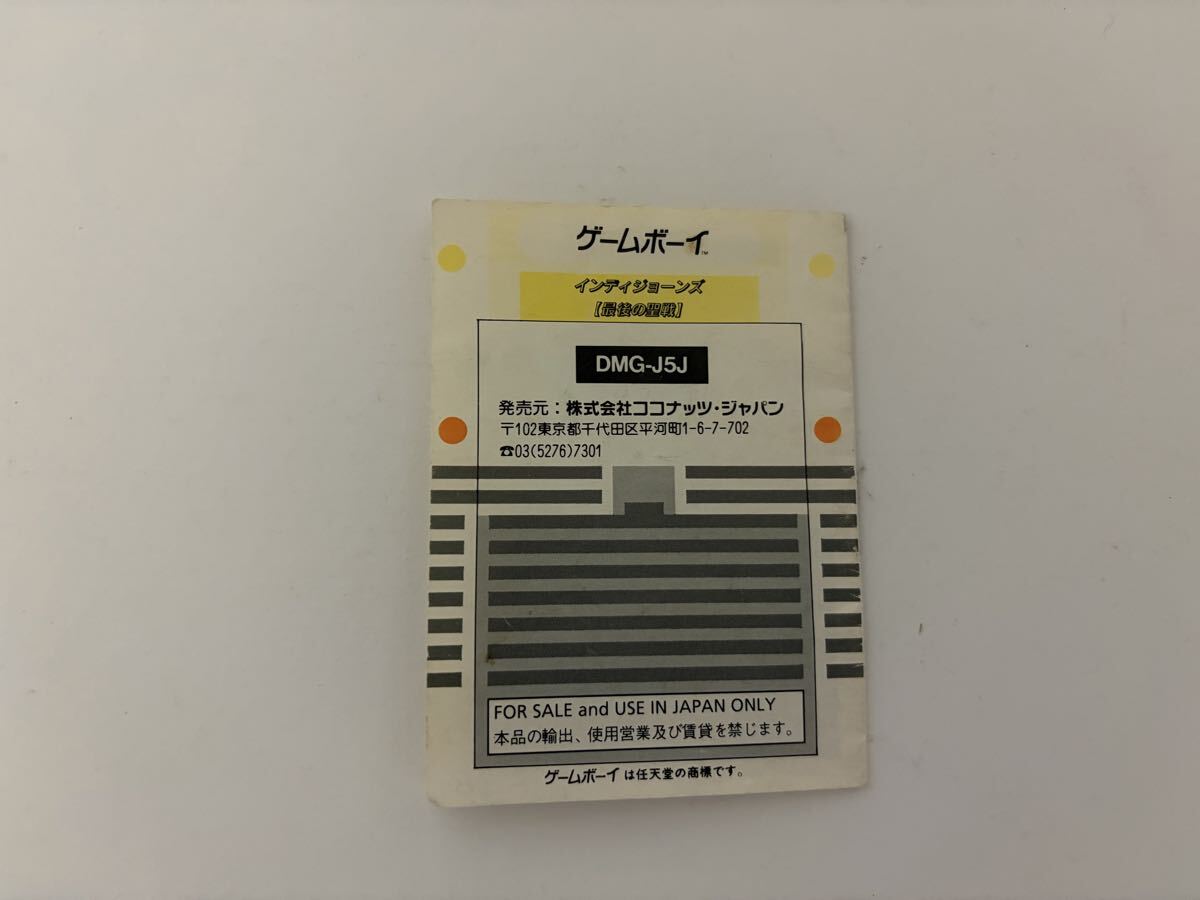 ゲームボーイ™
インディジョーンズ
[最後の聖戦]
DMG-J5J
発売元：株式会社ココナッツ・ジャパン
〒102東京都千代田区平河町1-6-7-702
☎03(5276)7301
FOR SALE and USE IN JAPAN ONLY
本品の輸出、使用営業及び賃貸を禁じます。
ゲームボーイは任天堂の商標です。